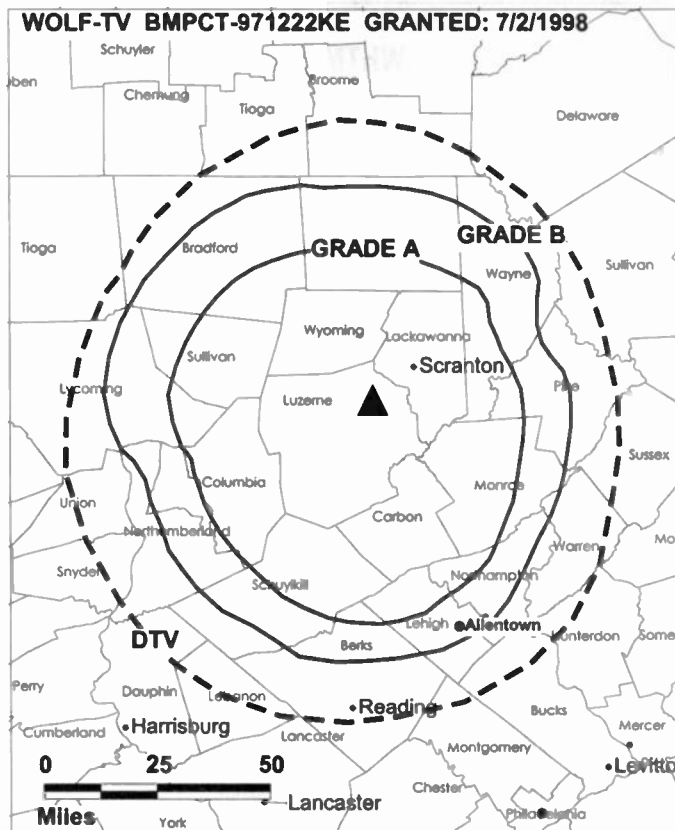 WOLF-TV BMPCT-971222KE GRANTED: 7/2/1998
Schuyler
Broome
Chemung
Tioga
Delaware
GRADE B
Tioga
Bradford
GRADE A
Wayne
Sullivan
Wyoming
Lackawanna
Sullivan
Scranton
Lycoming
Luzerne
Pike
Sussex
Columbia
Monroe
Union
Carbon
Northumberland
Warren
Snyder
Schuylkill
Northampton
Lehigh
Allentown
DTV
Berks
Perry
Dauphin
Lebanon
Reading
Bucks
Cumberland
Harrisburg
Lancaster
Mercer
Montgomery
0 25 50
Chester
Miles
Lancaster
York
Philadelphia